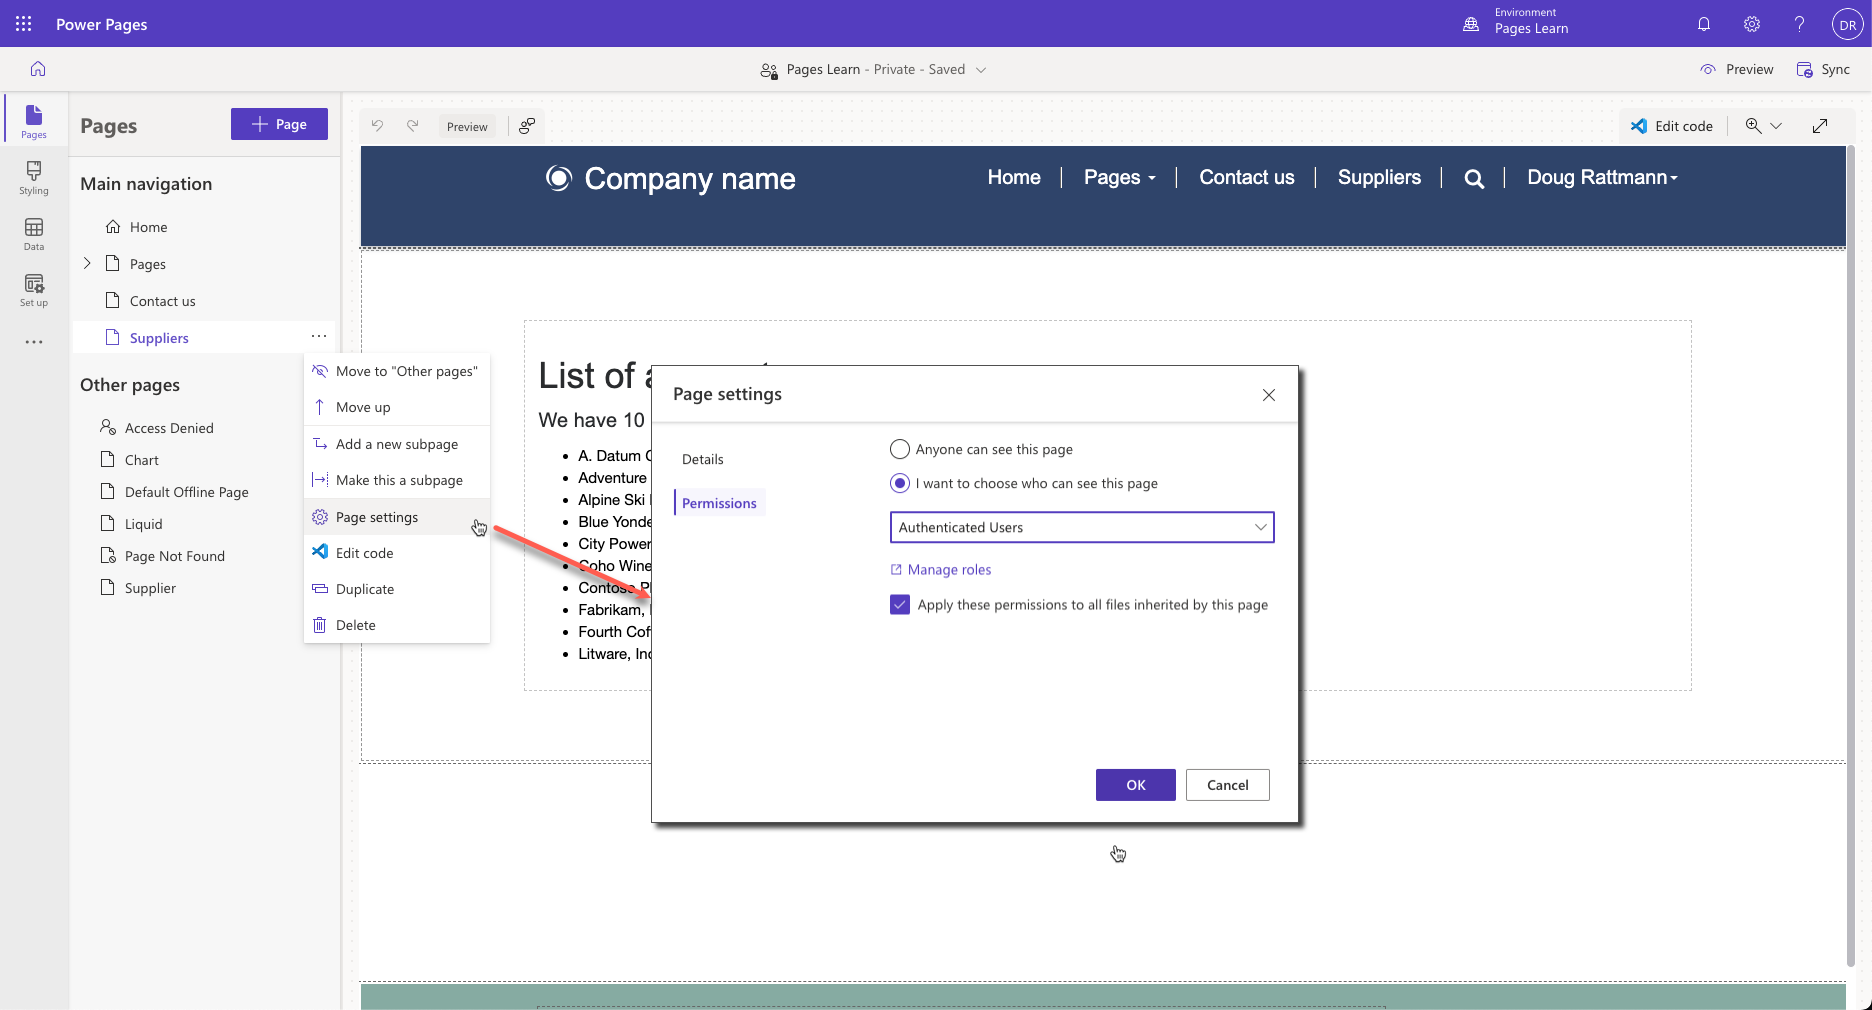 Power Pages
Environment
Pages Learn
DR
Pages Learn - Private - Saved
Preview
Sync
Pages
Styling
Data
Set up
Pages
Page
Main navigation
Home
Pages
Contact us
Suppliers
Other pages
Access Denied
Chart
Default Offline Page
Liquid
Page Not Found
Supplier
Move to "Other pages"
Move up
Add a new subpage
Make this a subpage
Page settings
Edit code
Duplicate
Delete
Preview
Edit code
Company name
Home
Pages
Contact us
Suppliers
Doug Rattmann
List of
We have 10
A. Datum
Adventure
Alpine Ski
Blue Yonde
City Power
Coho Wine
Contoso
Fabrikam,
Fourth Cof
Litware, Inc
Page settings
Details
Permissions
Anyone can see this page
I want to choose who can see this page
Authenticated Users
Manage roles
Apply these permissions to all files inherited by this page
OK
Cancel